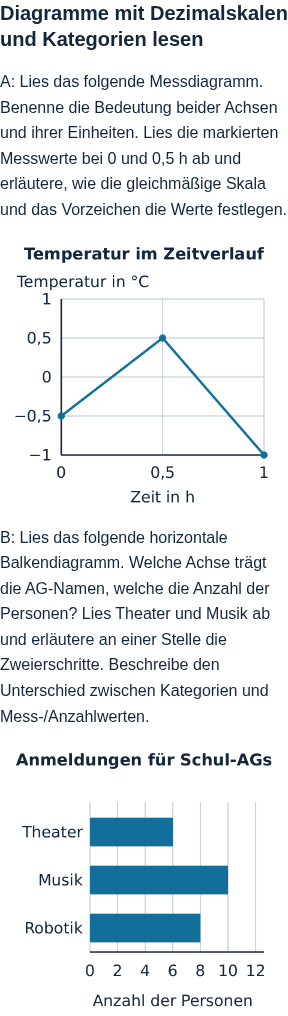 Diagramme mit Dezimalskalen
und Kategorien lesen
A: Lies das folgende Messdiagramm.
Benenne die Bedeutung beider Achsen
und ihrer Einheiten. Lies die markierten
Messwerte bei 0 und 0,5 h ab und
erläutere, wie die gleichmäßige Skala
und das Vorzeichen die Werte festlegen.
Temperatur im Zeitverlauf
Temperatur in °C
1
0,5
0
−0,5
−1
0 0,5 1
Zeit in h
B: Lies das folgende horizontale
Balkendiagramm. Welche Achse trägt
die AG-Namen, welche die Anzahl der
Personen? Lies Theater und Musik ab
und erläutere an einer Stelle die
Zweierschritte. Beschreibe den
Unterschied zwischen Kategorien und
Mess-/Anzahlwerten.
Anmeldungen für Schul-AGs
Theater
Musik
Robotik
0 2 4 6 8 10 12
Anzahl der Personen